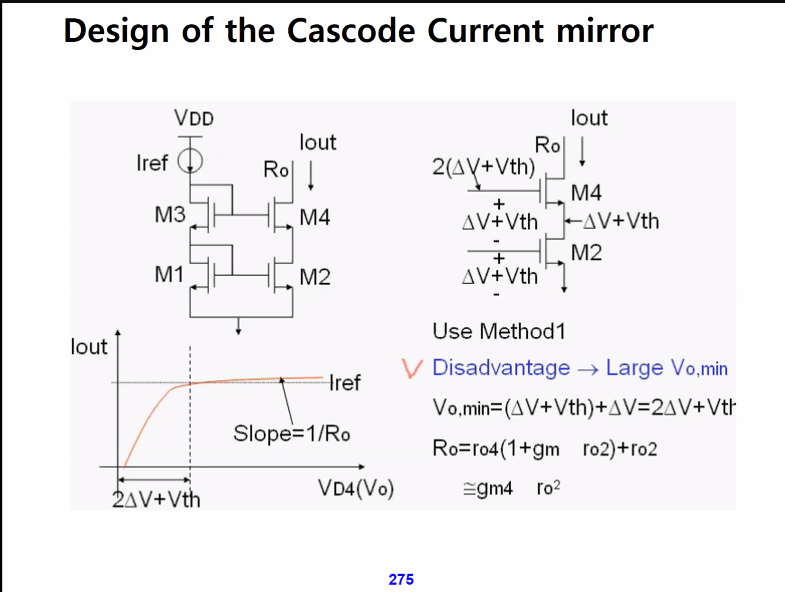 Design of the Cascode Current mirror
VDD
Iout
Iref
Ro
M3
M4
M1
M2
Iout
Ro
2(ΔV+Vth)
M4
+
ΔV+Vth
ΔV+Vth
-
+
M2
ΔV+Vth
-
Iout
Iref
Slope=1/Ro
2ΔV+Vth
VD4(Vo)
Use Method1
Disadvantage → Large Vo,min
Vo,min=(ΔV+Vth)+ΔV=2ΔV+Vth
Ro=ro4(1+gm ro2)+ro2
≅gm4 ro²
275